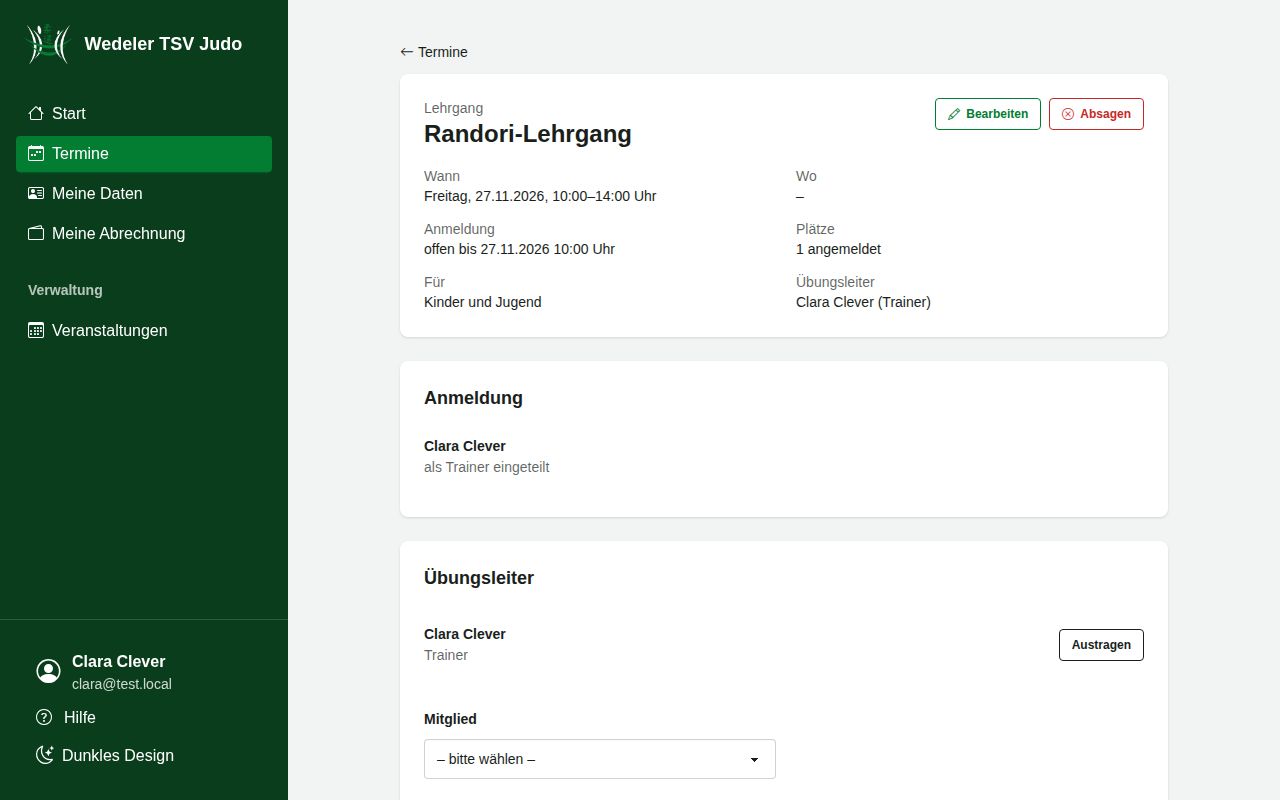 Wedeler TSV Judo
Start
Termine
Meine Daten
Meine Abrechnung
Verwaltung
Veranstaltungen
Clara Clever
clara@test.local
Hilfe
Dunkles Design
← Termine
Lehrgang
Randori-Lehrgang
Bearbeiten
Absagen
Wann
Freitag, 27.11.2026, 10:00–14:00 Uhr
Wo
–
Anmeldung
offen bis 27.11.2026 10:00 Uhr
Plätze
1 angemeldet
Für
Kinder und Jugend
Übungsleiter
Clara Clever (Trainer)
Anmeldung
Clara Clever
als Trainer eingeteilt
Übungsleiter
Clara Clever
Trainer
Austragen
Mitglied
– bitte wählen –